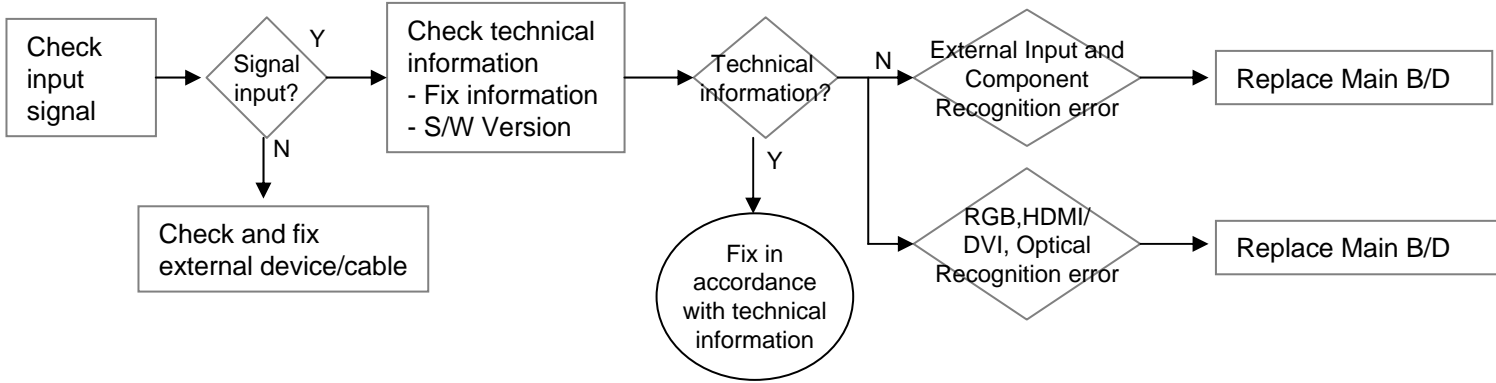 Check
input
signal
Signal
input?
Y
N
Check and fix
external device/cable
Check technical
information
- Fix information
- S/W Version
Technical
information?
Y
Fix in
accordance
with technical
information
N
External Input and
Component
Recognition error
Replace Main B/D
RGB,HDMI/
DVI, Optical
Recognition error
Replace Main B/D